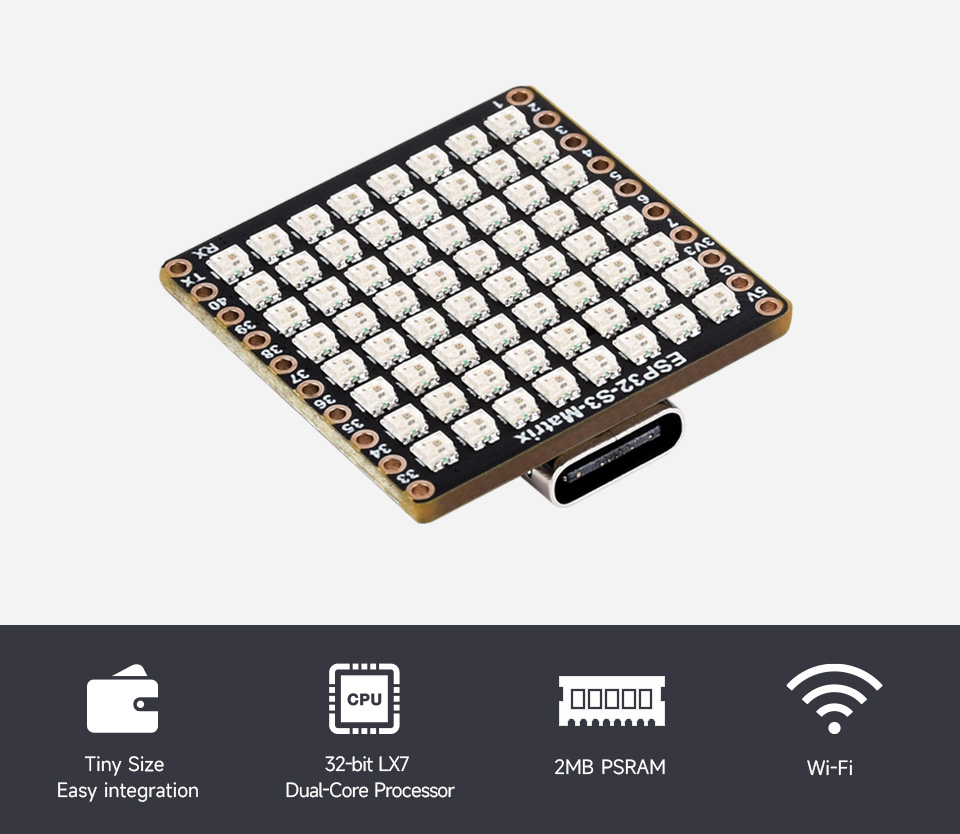 1
2
3
4
5
6
7
3V3
G
5V
RX
TX
40
39
38
37
36
35
34
33
ESP32-S3-Matrix
CPU
Tiny Size
Easy integration
32-bit LX7
Dual-Core Processor
2MB PSRAM
Wi-Fi